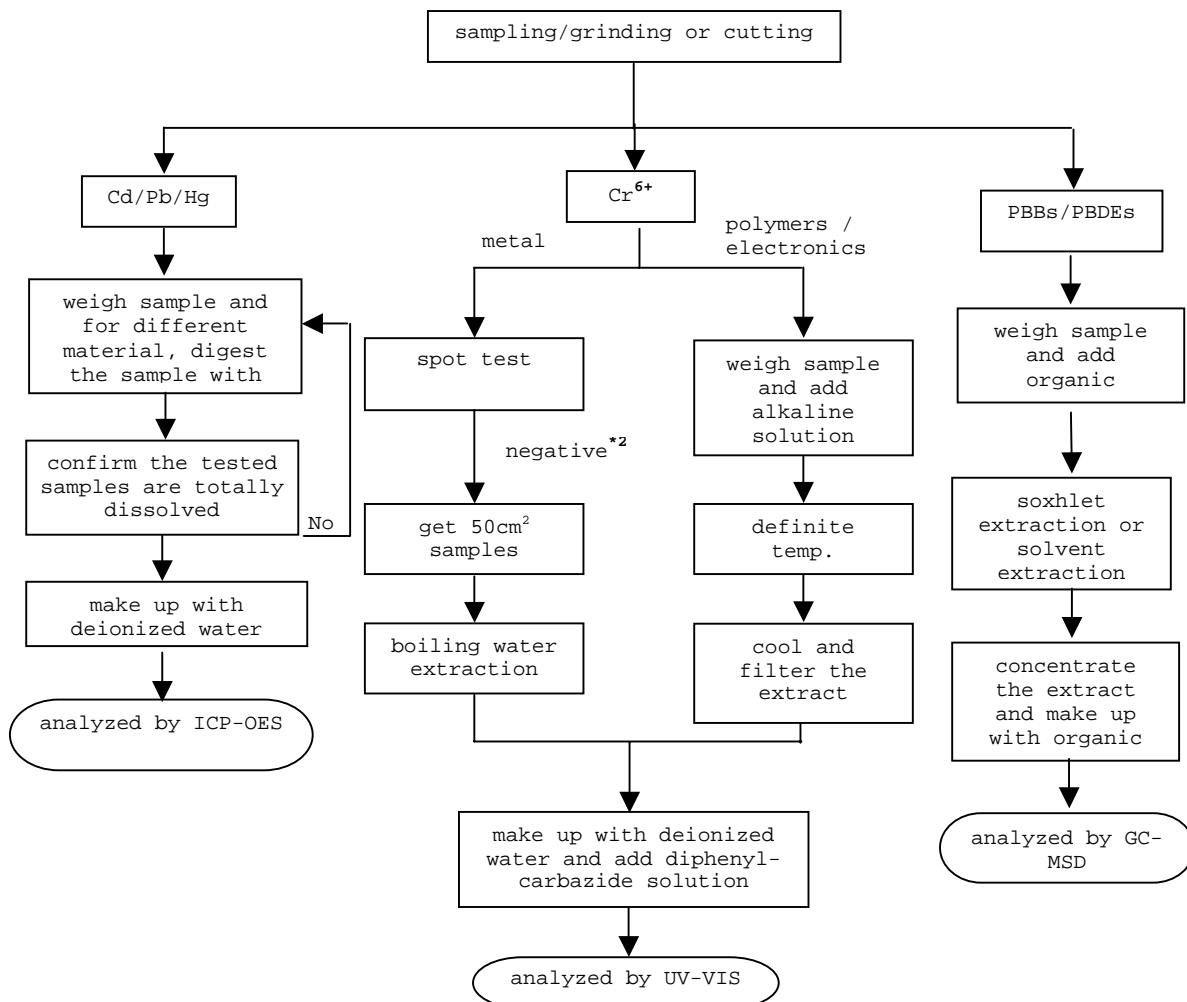 sampling/grinding or cutting
Cd/Pb/Hg
weigh sample and
for different
material, digest
the sample with
confirm the tested
samples are totally
dissolved
No
make up with
deionized water
analyzed by ICP-OES
Cr⁶⁺
metal
spot test
negative*²
get 50cm²
samples
boiling water
extraction
polymers /
electronics
weigh sample
and add
alkaline
solution
definite
temp.
cool and
filter the
extract
make up with deionized
water and add diphenyl-
carbazide solution
analyzed by UV-VIS
PBBs/PBDEs
weigh sample
and add
organic
soxhlet
extraction or
solvent
extraction
concentrate
the extract
and make up
with organic
analyzed by GC-
MSD